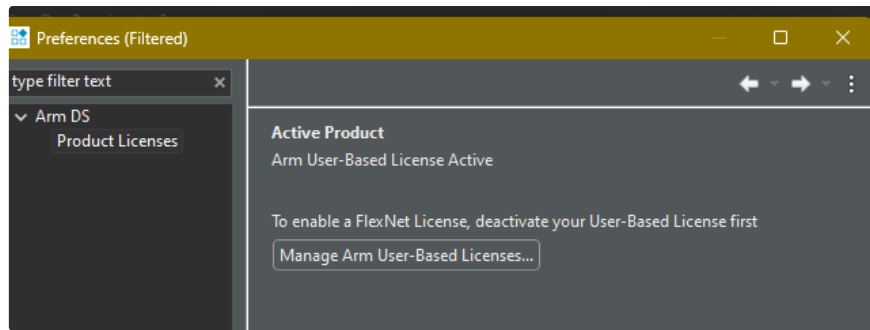 Preferences (Filtered)
type filter text
Arm DS
Product Licenses
Active Product
Arm User-Based License Active
To enable a FlexNet License, deactivate your User-Based License first
Manage Arm User-Based Licenses...